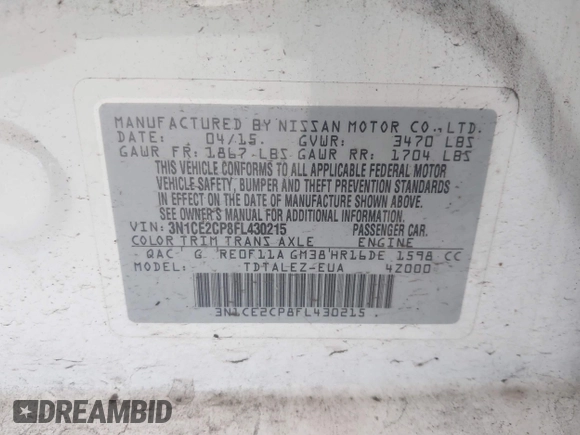 MANUFACTURED BY NISSAN MOTOR CO.,LTD.
DATE: 04/15 GVWR: 3470 LBS
GAWR FR: 1867 LBS GAWR RR: 1704 LBS
THIS VEHICLE CONFORMS TO ALL APPLICABLE FEDERAL MOTOR
VEHICLE SAFETY, BUMPER AND THEFT PREVENTION STANDARDS
IN EFFECT ON THE DATE OF MANUFACTURE SHOWN ABOVE.
SEE OWNER'S MANUAL FOR ADDITIONAL INFORMATION.
VIN: 3N1CE2CP8FL430215 PASSENGER CAR.
COLOR TRIM TRANS AXLE ENGINE
QAC G RE0F11A GM38 HR16DE 1598 CC
MODEL: TDTALEZ-EUA 4Z000
3N1CE2CP8FL430215
DREAMBID